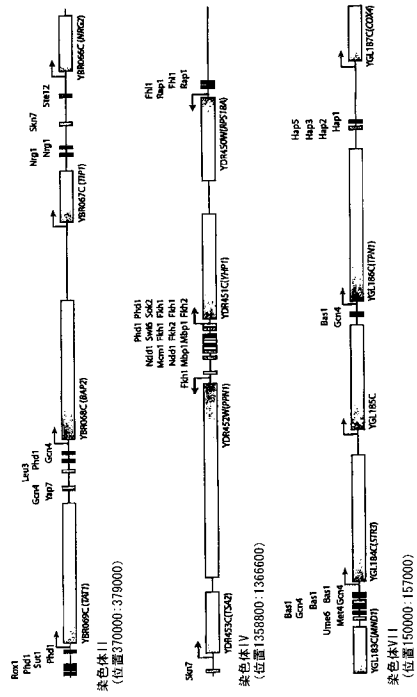 Rox1
Phd1
Sut1
Phd1
YBR069C(TAT1)
Gcn4
Yap7
Leu3
Phd1
Gcn4
YBR068C(BAP2)
YBR067C(TIP1)
Nrg1
Nrg1
Skn7
Ste12
YBR066C(NRG2)
染色体II
(位置370000:379000)
Skn7
YDR453C(TSA2)
YDR452W(PPN1)
Phd1 Phd1
Ndd1 Swi6 Sok2
Mcm1 Fkh1 Fkh1
Ndd1 Fkh2 Fkh1
Fkh1 Mbp1 Mbp1 Fkh2
YDR451C(YHP1)
YDR450W(RPS18A)
Fhl1
Rap1
Fhl1
Rap1
染色体IV
(位置1358800:1366600)
YGL183C(MND1)
Bas1
Gcn4
Bas1
Ume6 Bas1
Met4 Gcn4
YGL184C(STR3)
YGL185C
Bas1
Gcn4
YGL186C(TPN1)
Hap5
Hap3
Hap2
Hap1
YGL187C(COX4)
染色体VII
(位置150000:157000)